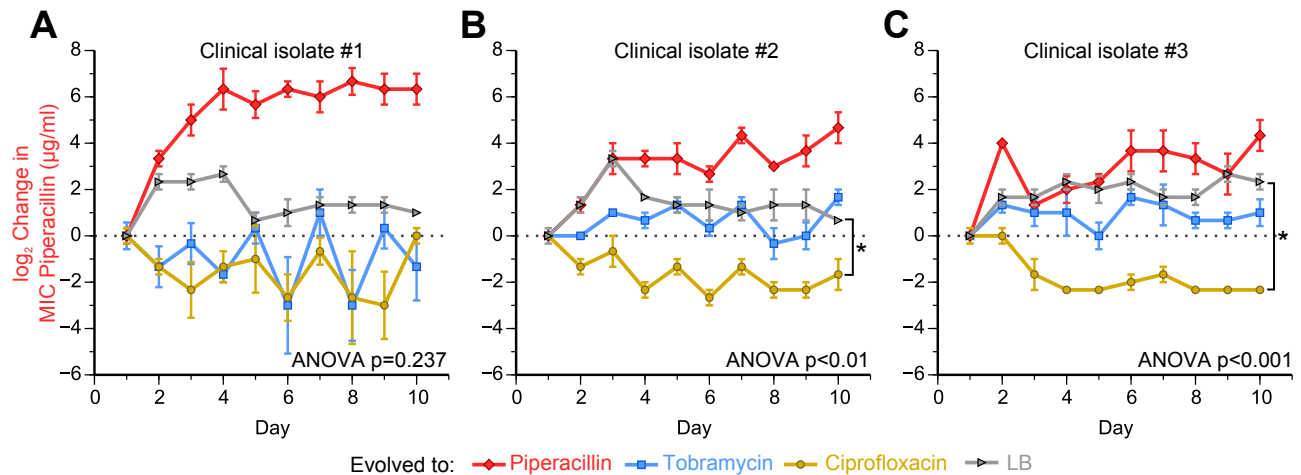 A
B
C
Clinical isolate #1
Clinical isolate #2
Clinical isolate #3
log₂ Change in
MIC Piperacillin (µg/ml)
8
6
4
2
0
−2
−4
−6
8
6
4
2
0
−2
−4
−6
8
6
4
2
0
−2
−4
−6
*
*
ANOVA p=0.237
ANOVA p<0.01
ANOVA p<0.001
0 2 4 6 8 10
0 2 4 6 8 10
0 2 4 6 8 10
Day
Day
Day
Evolved to: Piperacillin Tobramycin Ciprofloxacin LB